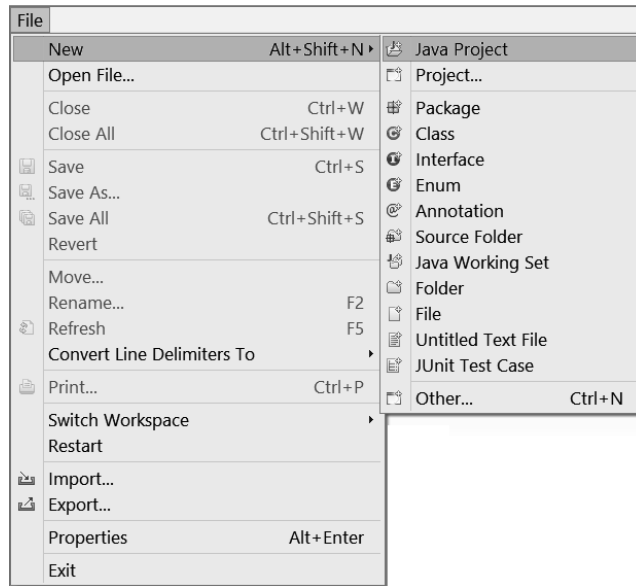 File
New Alt+Shift+N
Open File...
Close Ctrl+W
Close All Ctrl+Shift+W
Save Ctrl+S
Save As...
Save All Ctrl+Shift+S
Revert
Move...
Rename... F2
Refresh F5
Convert Line Delimiters To
Print... Ctrl+P
Switch Workspace
Restart
Import...
Export...
Properties Alt+Enter
Exit
Java Project
Project...
Package
Class
Interface
Enum
Annotation
Source Folder
Java Working Set
Folder
File
Untitled Text File
JUnit Test Case
Other... Ctrl+N